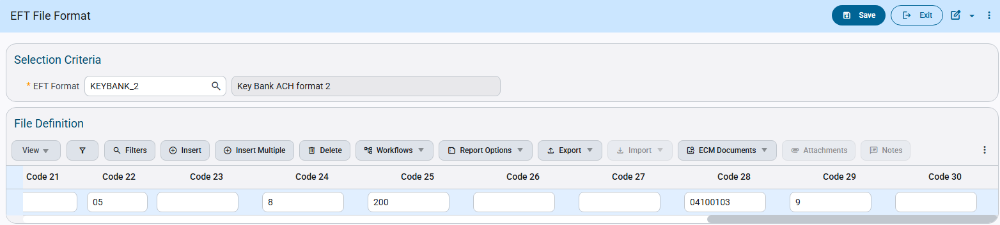 EFT File Format
Save
Exit
Selection Criteria
* EFT Format KEYBANK_2 Key Bank ACH format 2
File Definition
View Filters Insert Insert Multiple Delete Workflows Report Options Export Import ECM Documents Attachments Notes
Code 21 Code 22 Code 23 Code 24 Code 25 Code 26 Code 27 Code 28 Code 29 Code 30
05 8 200 04100103 9